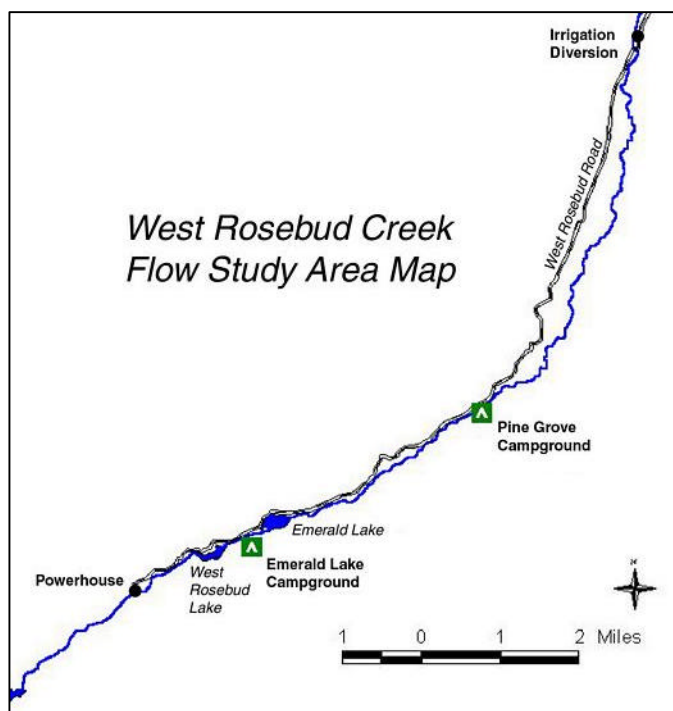 Irrigation
Diversion
West Rosebud Road
West Rosebud Creek
Flow Study Area Map
Pine Grove
Campground
Emerald Lake
Emerald Lake
Campground
Powerhouse
West
Rosebud
Lake
N
1 0 1 2 Miles